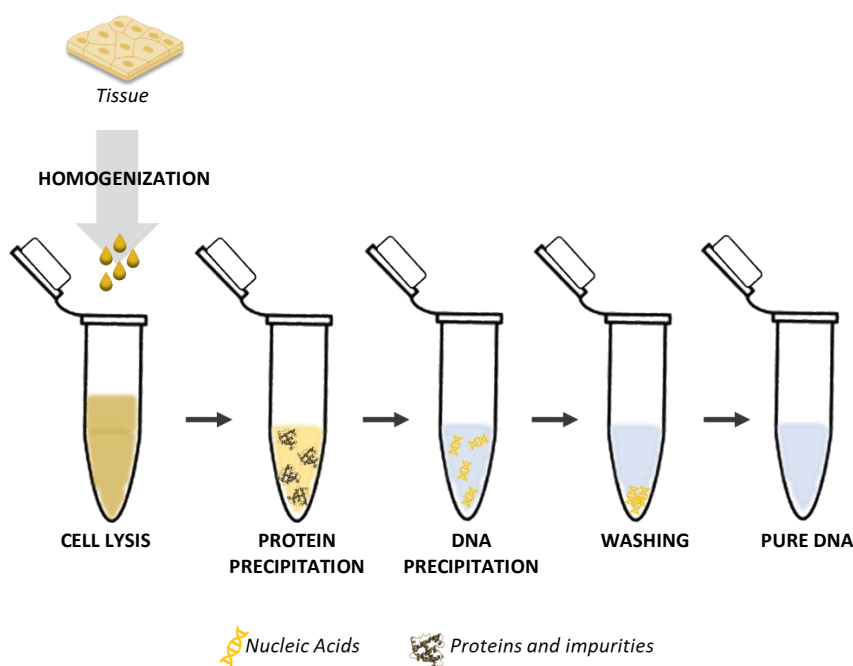 Tissue
HOMOGENIZATION
CELL LYSIS
PROTEIN
PRECIPITATION
DNA
PRECIPITATION
WASHING
PURE DNA
Nucleic Acids
Proteins and impurities